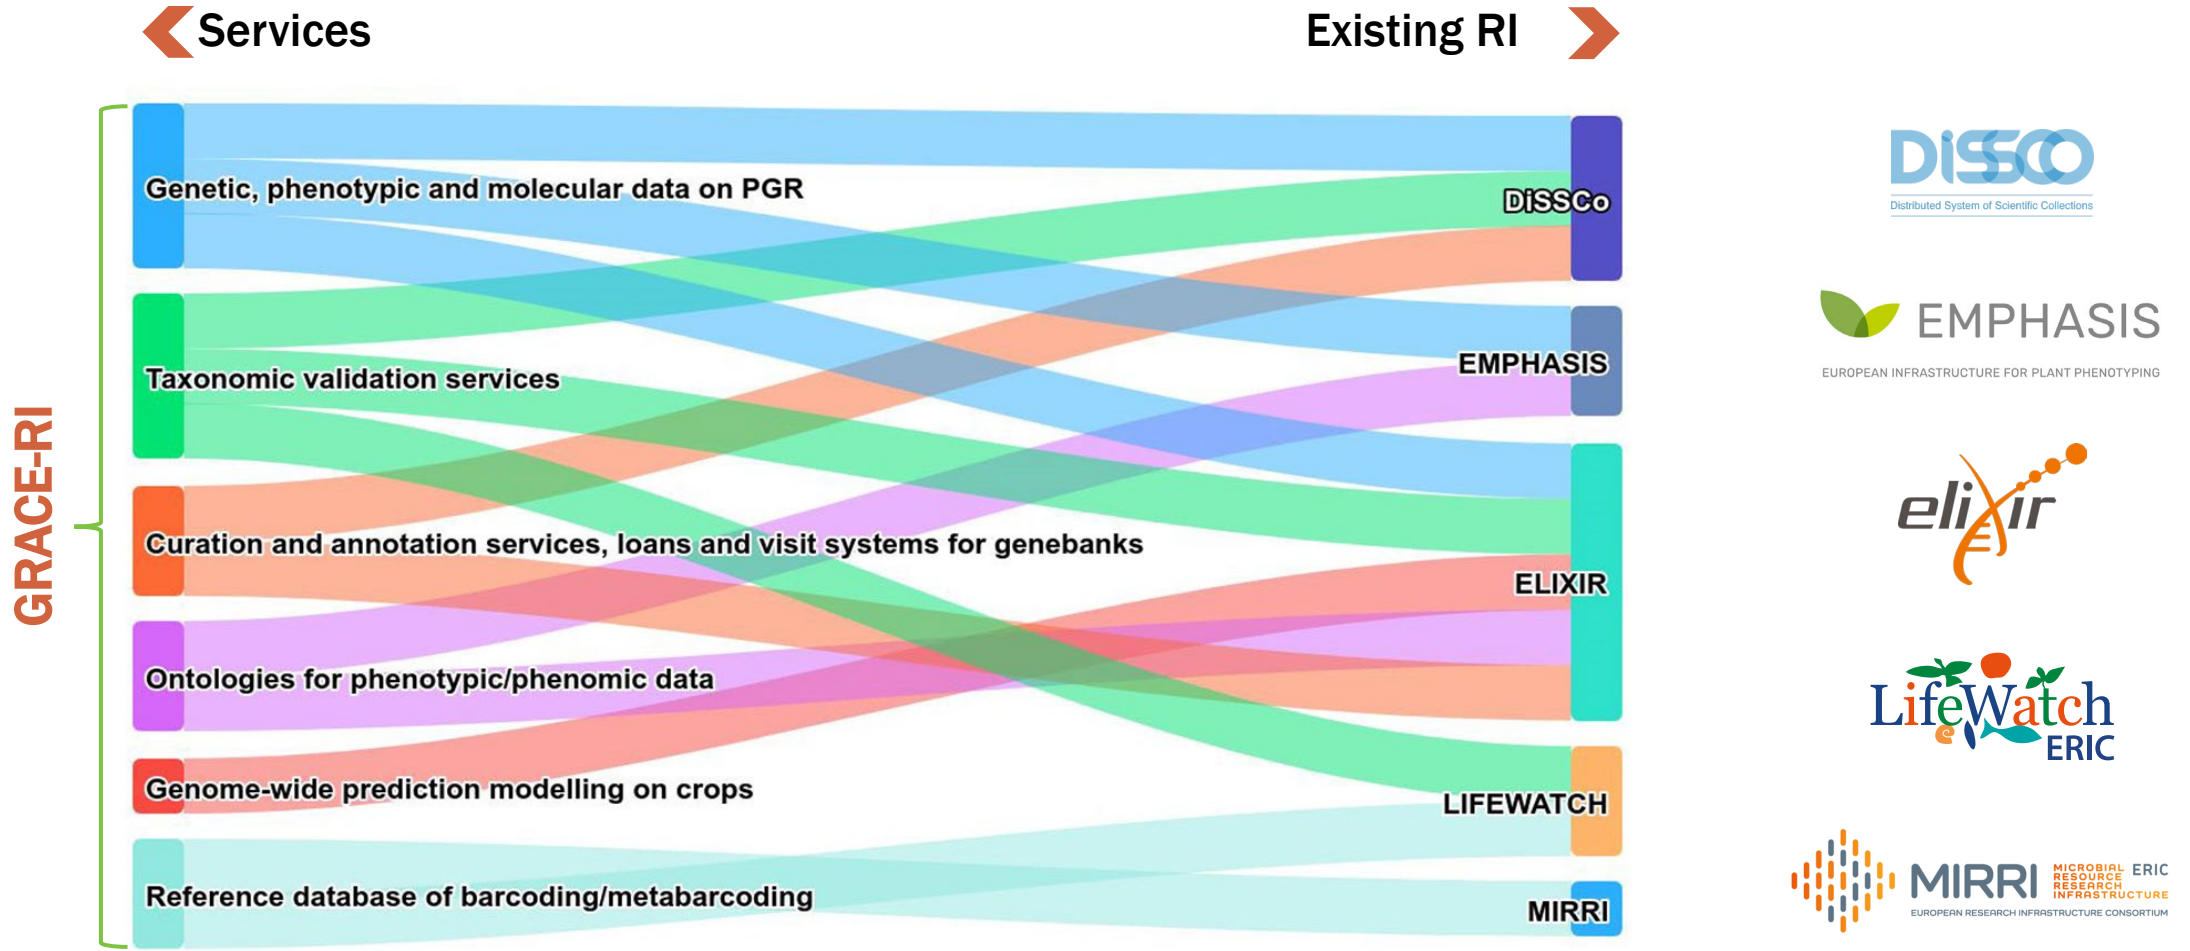 Services
Existing RI
GRACE-RI
Genetic, phenotypic and molecular data on PGR
Taxonomic validation services
Curation and annotation services, loans and visit systems for genebanks
Ontologies for phenotypic/phenomic data
Genome-wide prediction modelling on crops
Reference database of barcoding/metabarcoding
DiSSCo
EMPHASIS
ELIXIR
LIFEWATCH
MIRRI
DiSSCO
Distributed System of Scientific Collections
EMPHASIS
EUROPEAN INFRASTRUCTURE FOR PLANT PHENOTYPING
elixir
LifeWatch
ERIC
MIRRI
MICROBIAL ERIC
RESOURCE
RESEARCH
INFRASTRUCTURE
EUROPEAN RESEARCH INFRASTRUCTURE CONSORTIUM